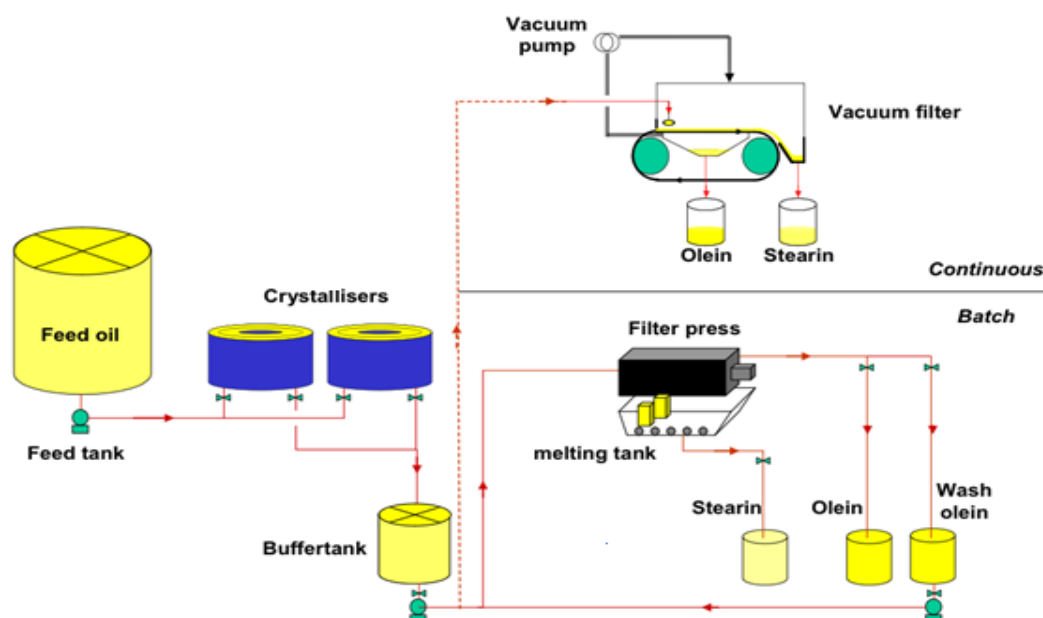 Vacuum
pump
Vacuum filter
Olein
Stearin
Continuous
Batch
Feed oil
Crystallisers
Filter press
Feed tank
melting tank
Stearin
Olein
Wash
olein
Buffertank